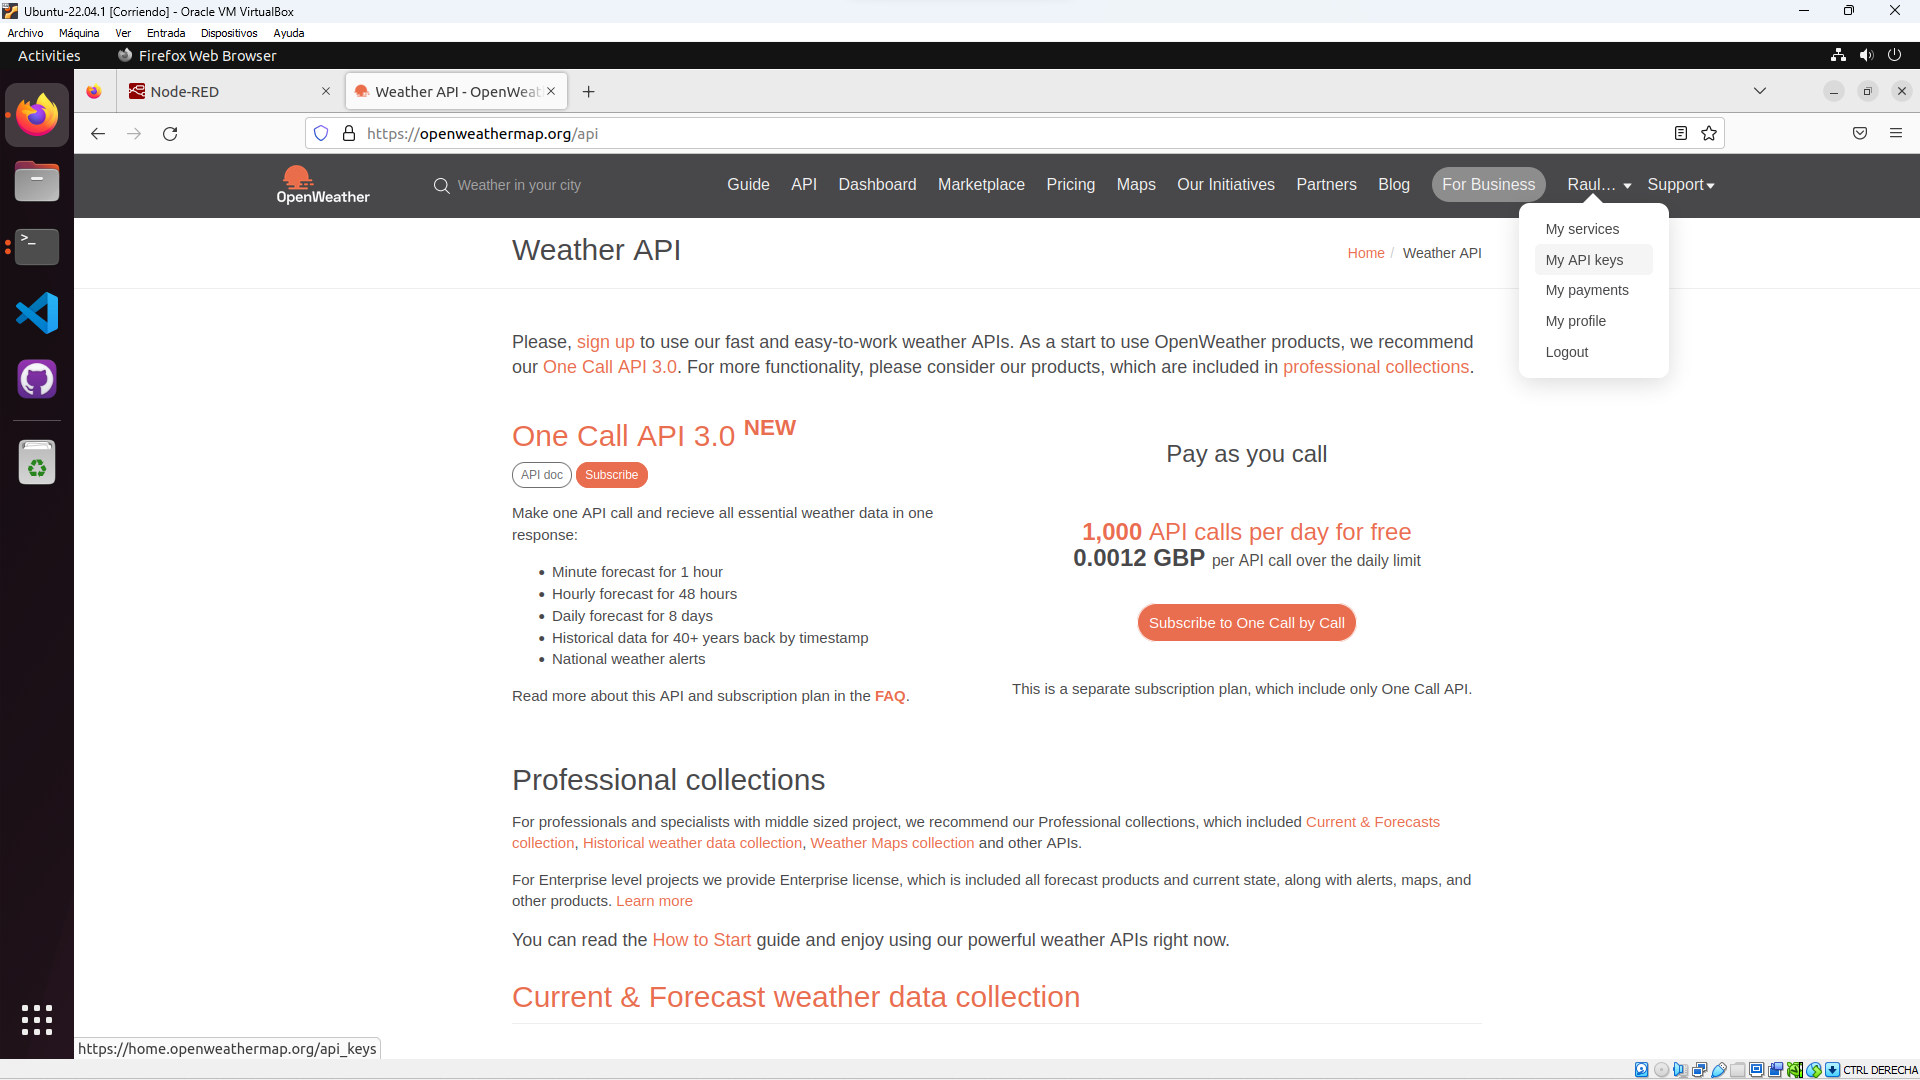 Ubuntu-22.04.1 [Corriendo] - Oracle VM VirtualBox
Archivo Máquina Ver Entrada Dispositivos Ayuda
Activities Firefox Web Browser
Node-RED Weather API - OpenWeat
https://openweathermap.org/api
OpenWeather Weather in your city Guide API Dashboard Marketplace Pricing Maps Our Initiatives Partners Blog For Business Raul... Support
My services
My API keys
My payments
My profile
Logout
Weather API
Home / Weather API
Please, sign up to use our fast and easy-to-work weather APIs. As a start to use OpenWeather products, we recommend
our One Call API 3.0. For more functionality, please consider our products, which are included in professional collections.
One Call API 3.0 NEW
API doc Subscribe
Make one API call and recieve all essential weather data in one
response:
• Minute forecast for 1 hour
• Hourly forecast for 48 hours
• Daily forecast for 8 days
• Historical data for 40+ years back by timestamp
• National weather alerts
Read more about this API and subscription plan in the FAQ.
Pay as you call
1,000 API calls per day for free
0.0012 GBP per API call over the daily limit
Subscribe to One Call by Call
This is a separate subscription plan, which include only One Call API.
Professional collections
For professionals and specialists with middle sized project, we recommend our Professional collections, which included Current & Forecasts
collection, Historical weather data collection, Weather Maps collection and other APIs.
For Enterprise level projects we provide Enterprise license, which is included all forecast products and current state, along with alerts, maps, and
other products. Learn more
You can read the How to Start guide and enjoy using our powerful weather APIs right now.
Current & Forecast weather data collection
https://home.openweathermap.org/api_keys
CTRL DERECHA